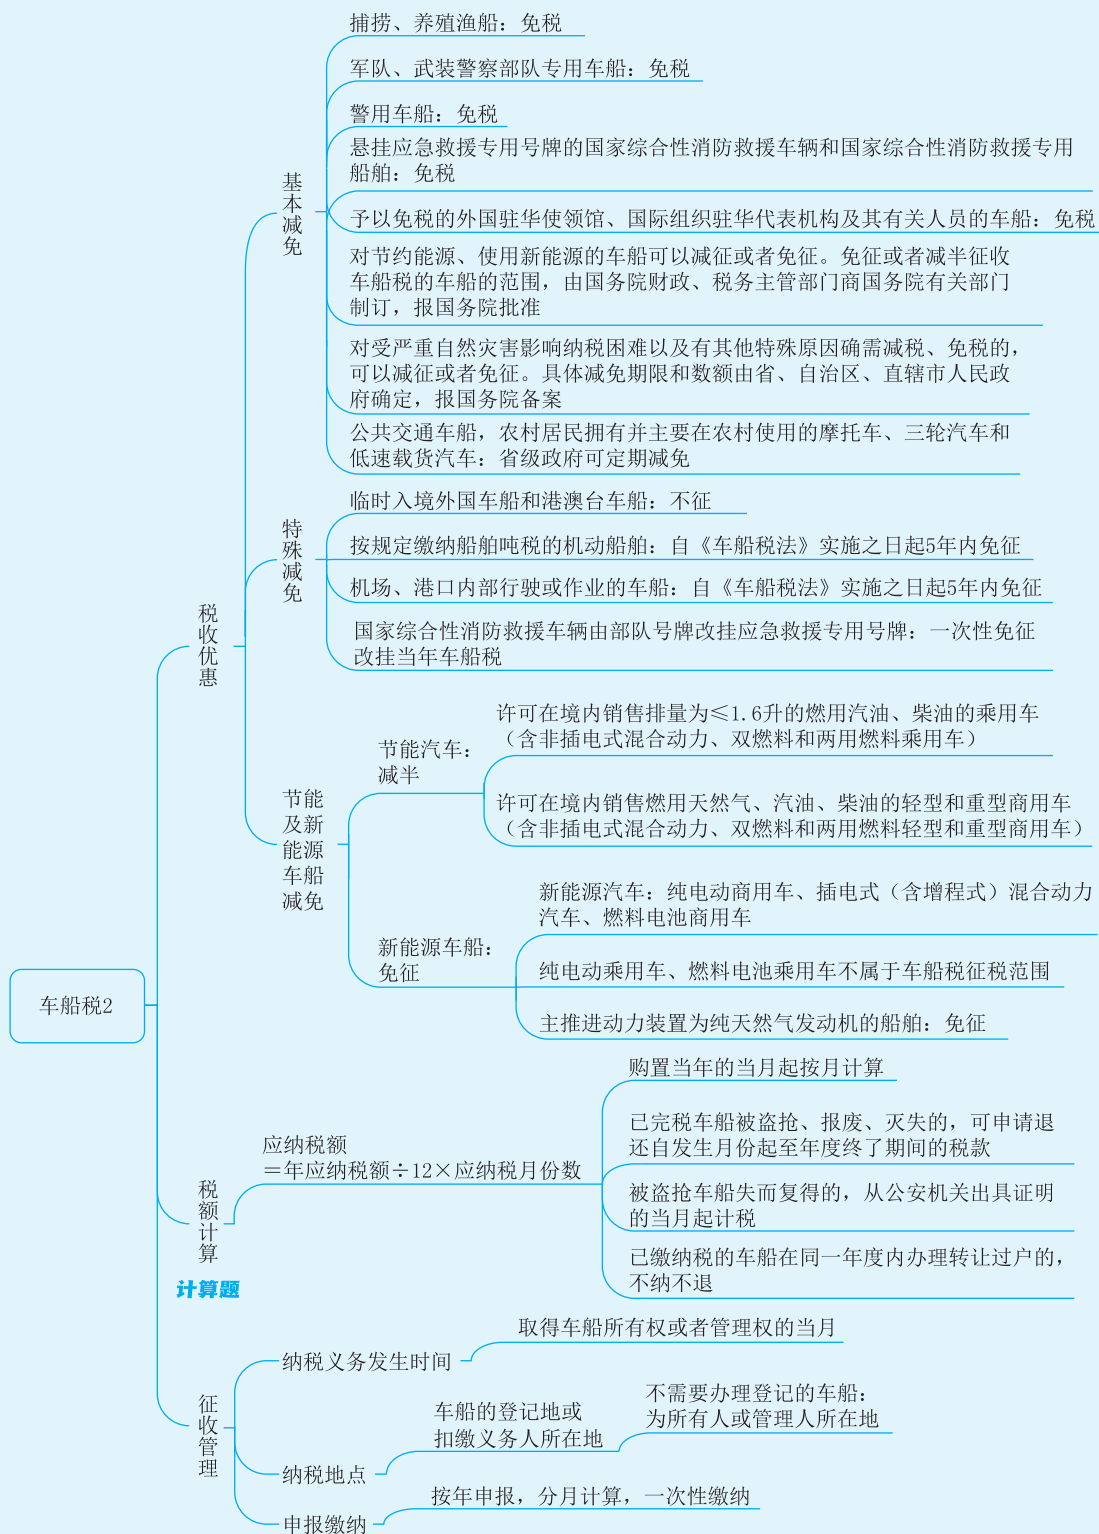 车船税2
税收优惠
基本减免
捕捞、养殖渔船：免税
军队、武装警察部队专用车船：免税
警用车船：免税
悬挂应急救援专用号牌的国家综合性消防救援车辆和国家综合性消防救援专用
船舶：免税
予以免税的外国驻华使领馆、国际组织驻华代表机构及其有关人员的车船：免税
对节约能源、使用新能源的车船可以减征或者免征。免征或者减半征收
车船税的车船的范围，由国务院财政、税务主管部门商国务院有关部门
制订，报国务院批准
对受严重自然灾害影响纳税困难以及有其他特殊原因确需减税、免税的，
可以减征或者免征。具体减免期限和数额由省、自治区、直辖市人民政
府确定，报国务院备案
公共交通车船，农村居民拥有并主要在农村使用的摩托车、三轮汽车和
低速载货汽车：省级政府可定期减免
特殊减免
临时入境外国车船和港澳台车船：不征
按规定缴纳船舶吨税的机动船舶：自《车船税法》实施之日起5年内免征
机场、港口内部行驶或作业的车船：自《车船税法》实施之日起5年内免征
国家综合性消防救援车辆由部队号牌改挂应急救援专用号牌：一次性免征
改挂当年车船税
节能
及新
能源
车船
减免
节能汽车：
减半
许可在境内销售排量为≤1.6升的燃用汽油、柴油的乘用车
（含非插电式混合动力、双燃料和两用燃料乘用车）
许可在境内销售燃用天然气、汽油、柴油的轻型和重型商用车
（含非插电式混合动力、双燃料和两用燃料轻型和重型商用车）
新能源车船：
免征
新能源汽车：纯电动商用车、插电式（含增程式）混合动力
汽车、燃料电池商用车
纯电动乘用车、燃料电池乘用车不属于车船税征税范围
主推进动力装置为纯天然气发动机的船舶：免征
税额计算
计算题
应纳税额
＝年应纳税额÷12×应纳税月份数
购置当年的当月起按月计算
已完税车船被盗抢、报废、灭失的，可申请退
还自发生月份起至年度终了期间的税款
被盗抢车船失而复得的，从公安机关出具证明
的当月起计税
已缴纳税的车船在同一年度内办理转让过户的，
不纳不退
征收管理
纳税义务发生时间
取得车船所有权或者管理权的当月
纳税地点
车船的登记地或
扣缴义务人所在地
不需要办理登记的车船：
为所有人或管理人所在地
申报缴纳
按年申报，分月计算，一次性缴纳